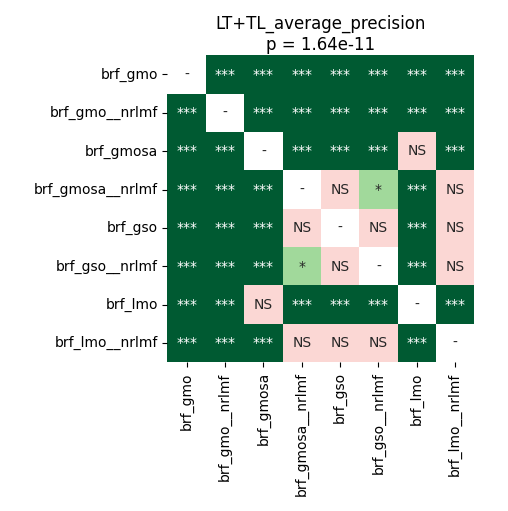 LT+TL_average_precision
p = 1.64e-11
brf_gmo - *** *** *** *** *** *** ***
brf_gmo__nrlmf *** - *** *** *** *** *** ***
brf_gmosa *** *** - *** *** *** NS ***
brf_gmosa__nrlmf *** *** *** - NS * *** NS
brf_gso *** *** *** NS - NS *** NS
brf_gso__nrlmf *** *** *** * NS - *** NS
brf_lmo *** *** NS *** *** *** - ***
brf_lmo__nrlmf *** *** *** NS NS NS *** -
brf_gmo
brf_gmo__nrlmf
brf_gmosa
brf_gmosa__nrlmf
brf_gso
brf_gso__nrlmf
brf_lmo
brf_lmo__nrlmf